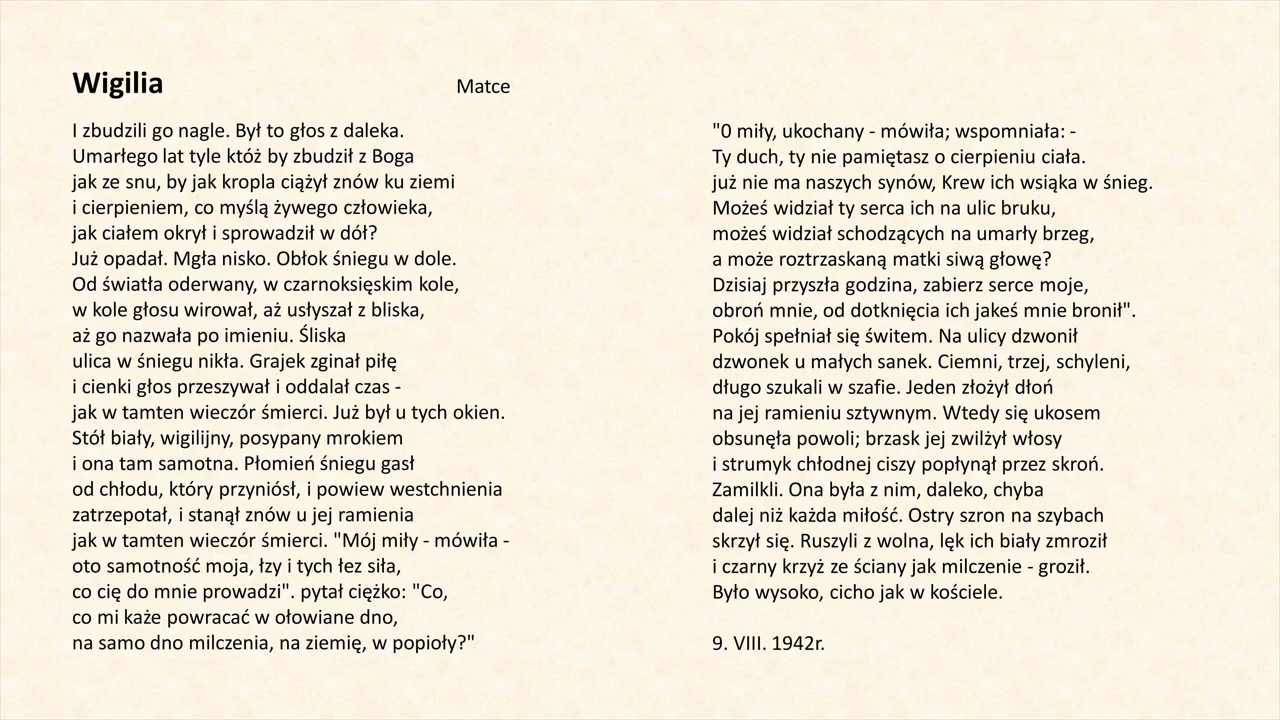 Wigilia
Matce
I zbudzili go nagle. Był to głos z daleka.
Umarłego lat tyle któż by zbudził z Boga
jak ze snu, by jak kropla ciążył znów ku ziemi
i cierpieniem, co myślą żywego człowieka,
jak ciałem okrył i sprowadził w dół?
Już opadał. Mgła nisko. Obłok śniegu w dole.
Od światła oderwany, w czarnoksięskim kole,
w kole głosu wirował, aż usłyszał z bliska,
aż go nazwała po imieniu. Śliska
ulica w śniegu nikła. Grajek zginał piłę
i cienki głos przeszywał i oddalał czas -
jak w tamten wieczór śmierci. Już był u tych okien.
Stół biały, wigilijny, posypany mrokiem
i ona tam samotna. Płomień śniegu gasł
od chłodu, który przyniósł, i powiew westchnienia
zatrzepotał, i stanął znów u jej ramienia
jak w tamten wieczór śmierci. "Mój miły - mówiła -
oto samotność moja, łzy i tych łez siła,
co cię do mnie prowadzi". pytał ciężko: "Co,
co mi każe powracać w ołowiane dno,
na samo dno milczenia, na ziemię, w popioły?"
"0 miły, ukochany - mówiła; wspomniała: -
Ty duch, ty nie pamiętasz o cierpieniu ciała.
już nie ma naszych synów, Krew ich wsiąka w śnieg.
Możeś widział ty serca ich na ulic bruku,
możeś widział schodzących na umarły brzeg,
a może roztrzaskaną matki siwą głowę?
Dzisiaj przyszła godzina, zabierz serce moje,
obroń mnie, od dotknięcia ich jakeś mnie bronił".
Pokój spełniał się świtem. Na ulicy dzwonił
dzwonek u małych sanek. Ciemni, trzej, schyleni,
długo szukali w szafie. Jeden złożył dłoń
na jej ramieniu sztywnym. Wtedy się ukosem
obsunęła powoli; brzask jej zwilżył włosy
i strumyk chłodnej ciszy popłynął przez skroń.
Zamilkli. Ona była z nim, daleko, chyba
dalej niż każda miłość. Ostry szron na szybach
skrzył się. Ruszyli z wolna, lęk ich biały zmroził
i czarny krzyż ze ściany jak milczenie - groził.
Było wysoko, cicho jak w kościele.
9. VIII. 1942r.